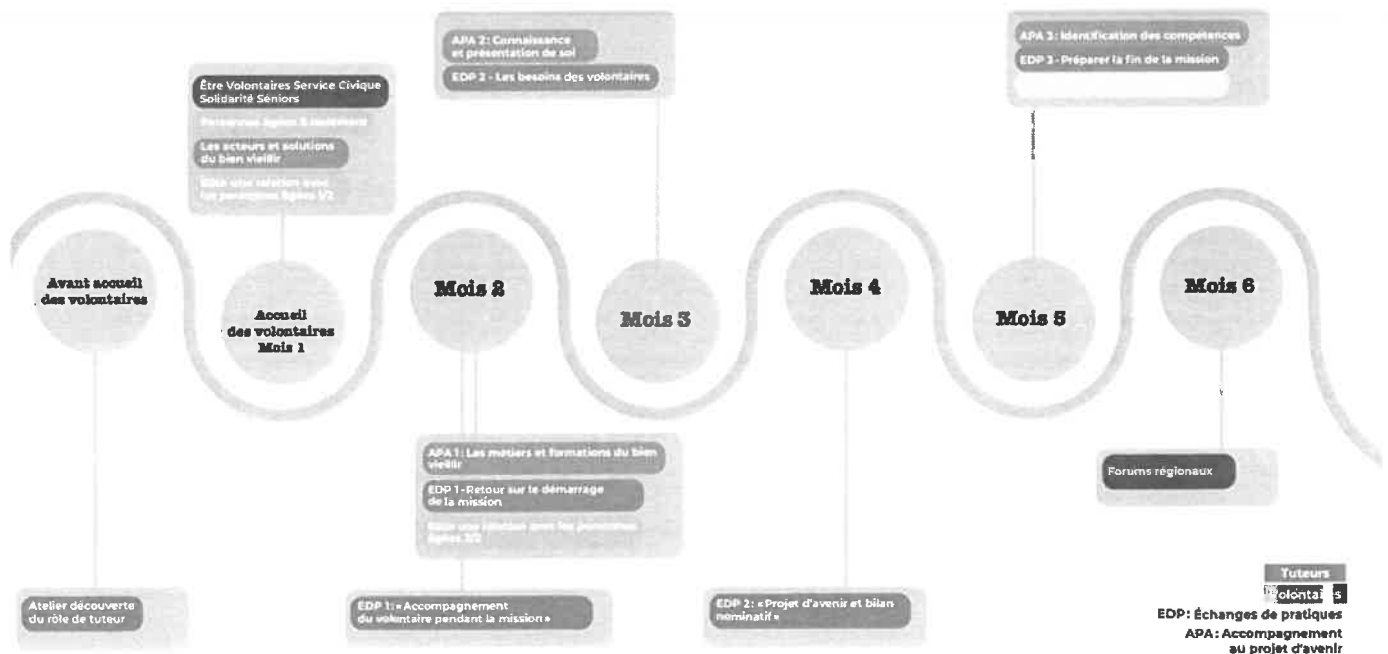 APA 2: Connaissance
et présentation de soi
EDP 2 - Les besoins des volontaires
APA 3: Identification des compétences
EDP 3 - Préparer la fin de la mission
Être Volontaires Service Civique
Solidarité Séniors
Personnes âgées & isolement
Les acteurs et solutions
du bien vieillir
Bâtir une relation avec
les personnes âgées 1/2
Avant accueil
des volontaires
Accueil
des volontaires
Mois 1
Mois 2
Mois 3
Mois 4
Mois 5
Mois 6
APA 1: Les métiers et formations du bien
vieillir
EDP 1 - Retour sur le démarrage
de la mission
Bâtir une relation avec les personnes
âgées 2/2
Forums régionaux
Atelier découverte
du rôle de tuteur
EDP 1: « Accompagnement
du volontaire pendant la mission »
EDP 2: « Projet d'avenir et bilan
nominatif »
Tuteurs
Volontaires
EDP: Échanges de pratiques
APA: Accompagnement
au projet d'avenir